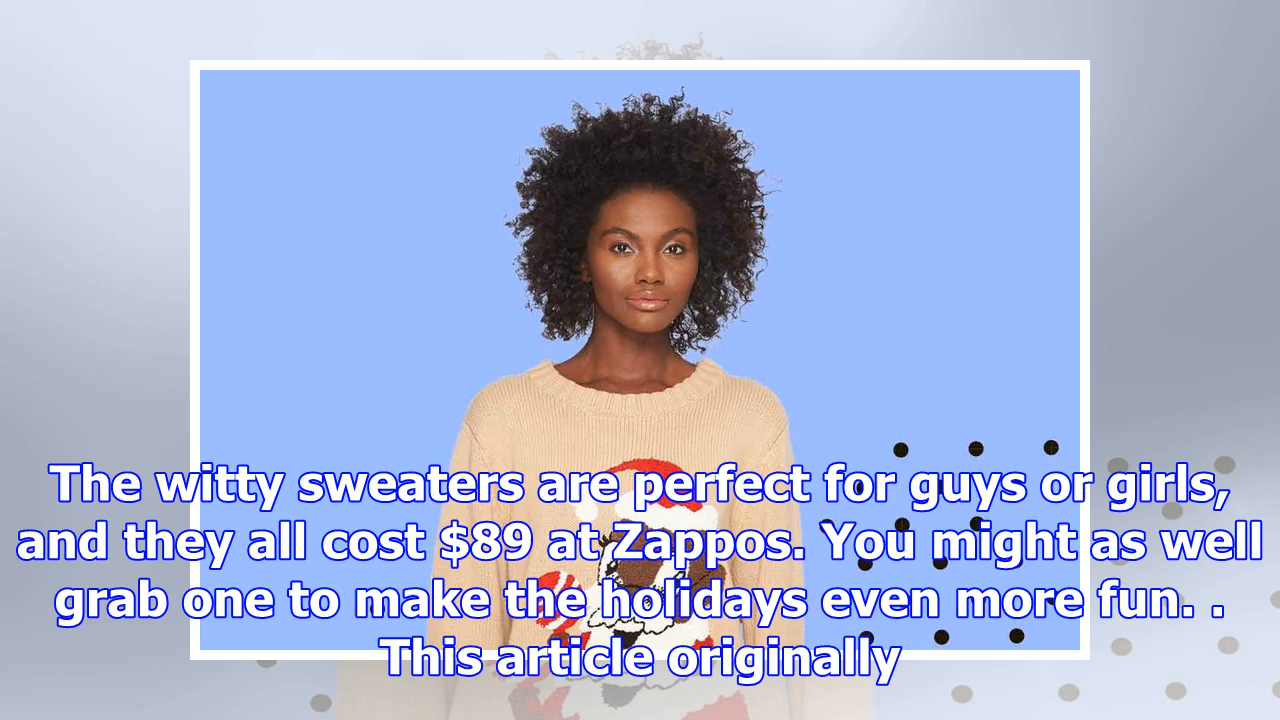 The witty sweaters are perfect for guys or girls,
and they all cost $89 at Zappos. You might as well
grab one to make the holidays even more fun. .
This article originally